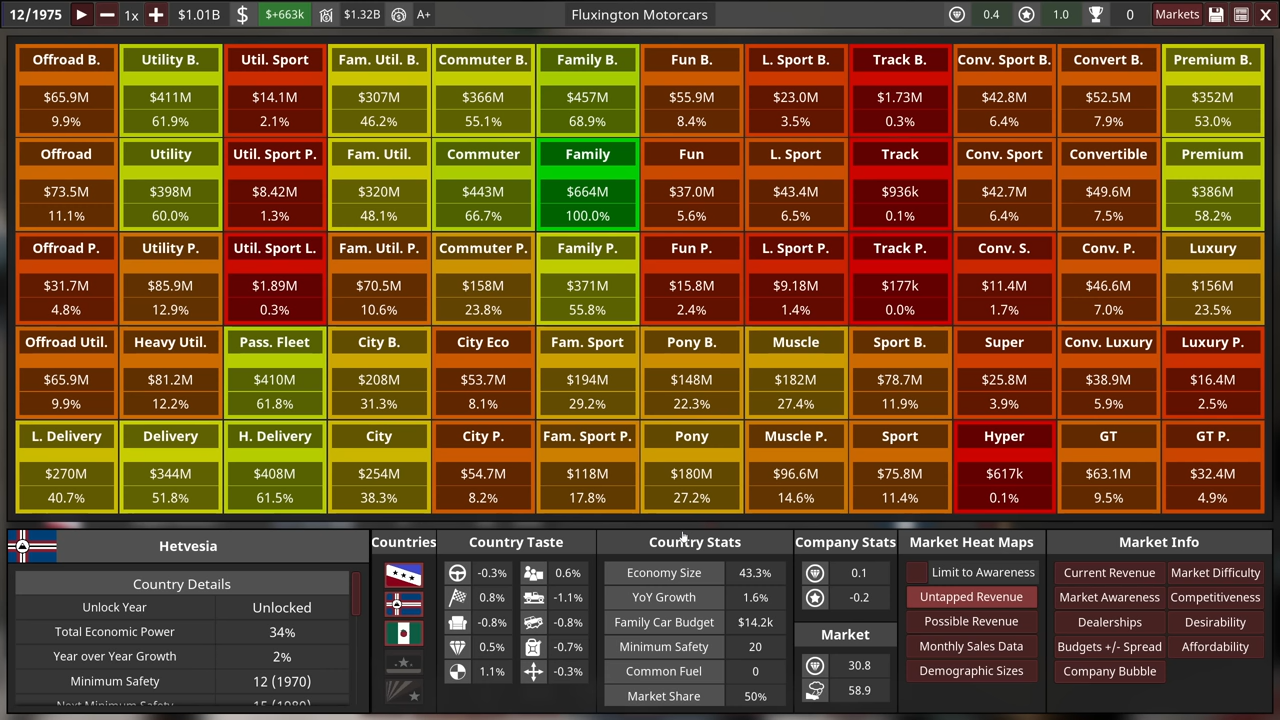 12/1975 1x $1.01B $+663k $1.32B A+ Fluxington Motorcars 0.4 1.0 0 Markets
Offroad B. Utility B. Util. Sport Fam. Util. B. Commuter B. Family B. Fun B. L. Sport B. Track B. Conv. Sport B. Convert B. Premium B.
$65.9M $411M $14.1M $307M $366M $457M $55.9M $23.0M $1.73M $42.8M $52.5M $352M
9.9% 61.9% 2.1% 46.2% 55.1% 68.9% 8.4% 3.5% 0.3% 6.4% 7.9% 53.0%
Offroad Utility Util. Sport P. Fam. Util. Commuter Family Fun L. Sport Track Conv. Sport Convertible Premium
$73.5M $398M $8.42M $320M $443M $664M $37.0M $43.4M $936k $42.7M $49.6M $386M
11.1% 60.0% 1.3% 48.1% 66.7% 100.0% 5.6% 6.5% 0.1% 6.4% 7.5% 58.2%
Offroad P. Utility P. Util. Sport L. Fam. Util. P. Commuter P. Family P. Fun P. L. Sport P. Track P. Conv. S. Conv. P. Luxury
$31.7M $85.9M $1.89M $70.5M $158M $371M $15.8M $9.18M $177k $11.4M $46.6M $156M
4.8% 12.9% 0.3% 10.6% 23.8% 55.8% 2.4% 1.4% 0.0% 1.7% 7.0% 23.5%
Offroad Util. Heavy Util. Pass. Fleet City B. City Eco Fam. Sport Pony B. Muscle Sport B. Super Conv. Luxury Luxury P.
$65.9M $81.2M $410M $208M $53.7M $194M $148M $182M $78.7M $25.8M $38.9M $16.4M
9.9% 12.2% 61.8% 31.3% 8.1% 29.2% 22.3% 27.4% 11.9% 3.9% 5.9% 2.5%
L. Delivery Delivery H. Delivery City City P. Fam. Sport P. Pony Muscle P. Sport Hyper GT GT P.
$270M $344M $408M $254M $54.7M $118M $180M $96.6M $75.8M $617k $63.1M $32.4M
40.7% 51.8% 61.5% 38.3% 8.2% 17.8% 27.2% 14.6% 11.4% 0.1% 9.5% 4.9%
Hetvesia
Country Details
Unlock Year Unlocked
Total Economic Power 34%
Year over Year Growth 2%
Minimum Safety 12 (1970)
Next Minimum Safety 15 (1980)
Countries
Country Taste
-0.3% 0.6%
0.8% -1.1%
-0.8% -0.8%
0.5% -0.7%
1.1% -0.3%
Country Stats
Economy Size 43.3%
YoY Growth 1.6%
Family Car Budget $14.2k
Minimum Safety 20
Common Fuel 0
Market Share 50%
Company Stats
0.1
-0.2
Market
30.8
58.9
Market Heat Maps
Limit to Awareness
Untapped Revenue
Possible Revenue
Monthly Sales Data
Demographic Sizes
Market Info
Current Revenue Market Difficulty
Market Awareness Competitiveness
Dealerships Desirability
Budgets +/- Spread Affordability
Company Bubble